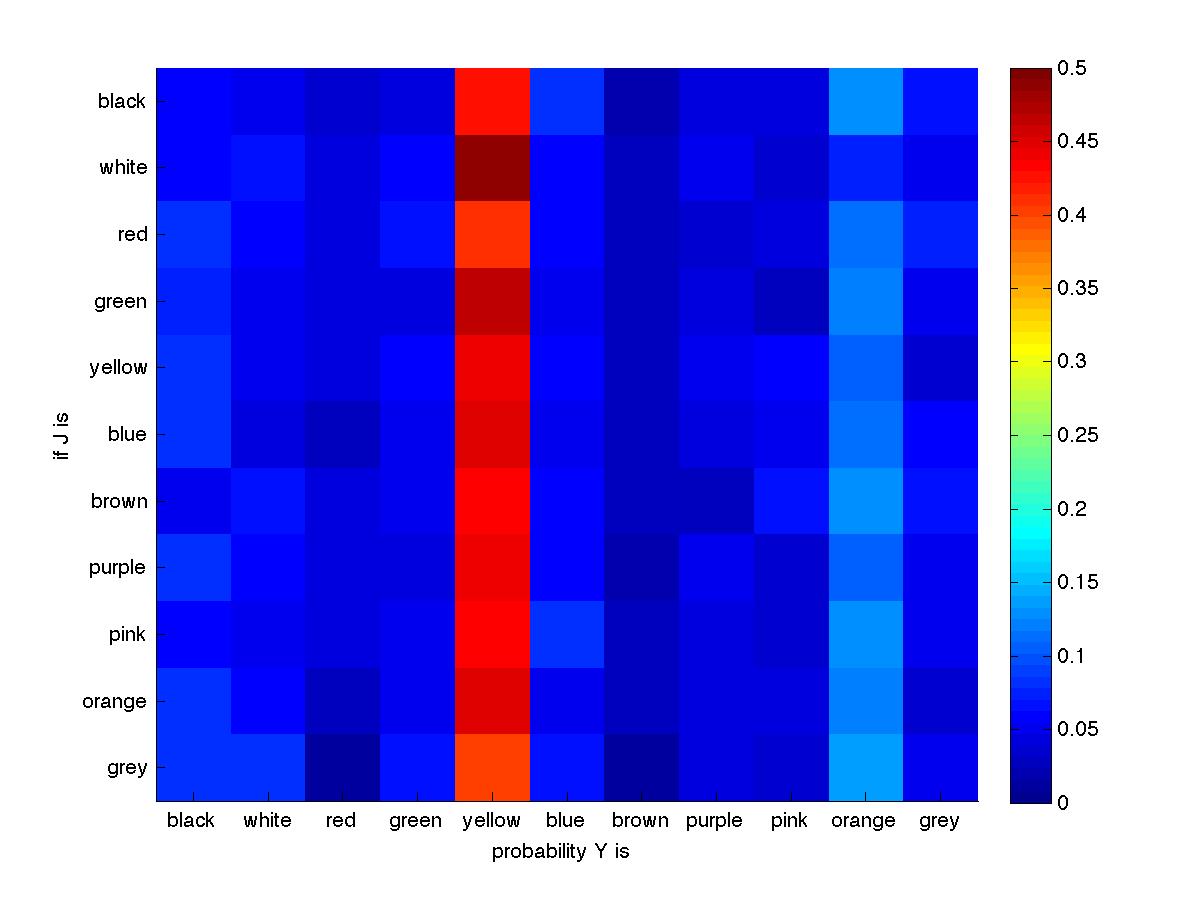 black
white
red
green
yellow
blue
brown
purple
pink
orange
grey
if J is
black white red green yellow blue brown purple pink orange grey
probability Y is
0.5
0.45
0.4
0.35
0.3
0.25
0.2
0.15
0.1
0.05
0